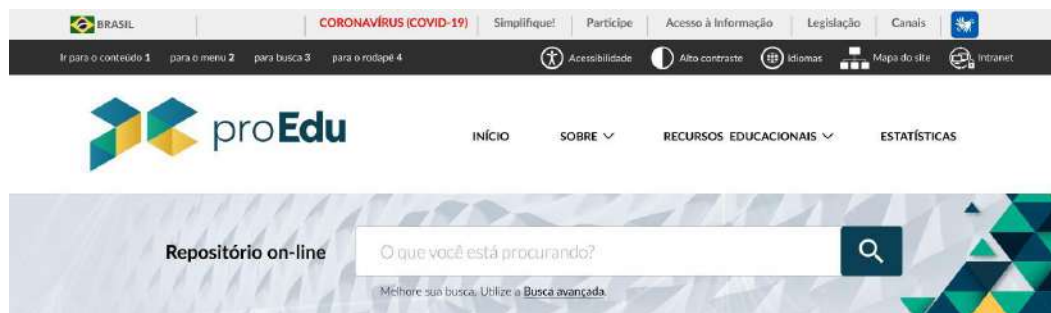 BRASIL CORONAVÍRUS (COVID-19) Simplifique! Participe Acesso à Informação Legislação Canais
Ir para o conteúdo 1 para o menu 2 para busca 3 para o rodapé 4 Acessibilidade Alto contraste Idiomas Mapa do site Intranet
proEdu INÍCIO SOBRE RECURSOS EDUCACIONAIS ESTATÍSTICAS
Repositório on-line O que você está procurando?
Melhore sua busca. Utilize a Busca avançada.